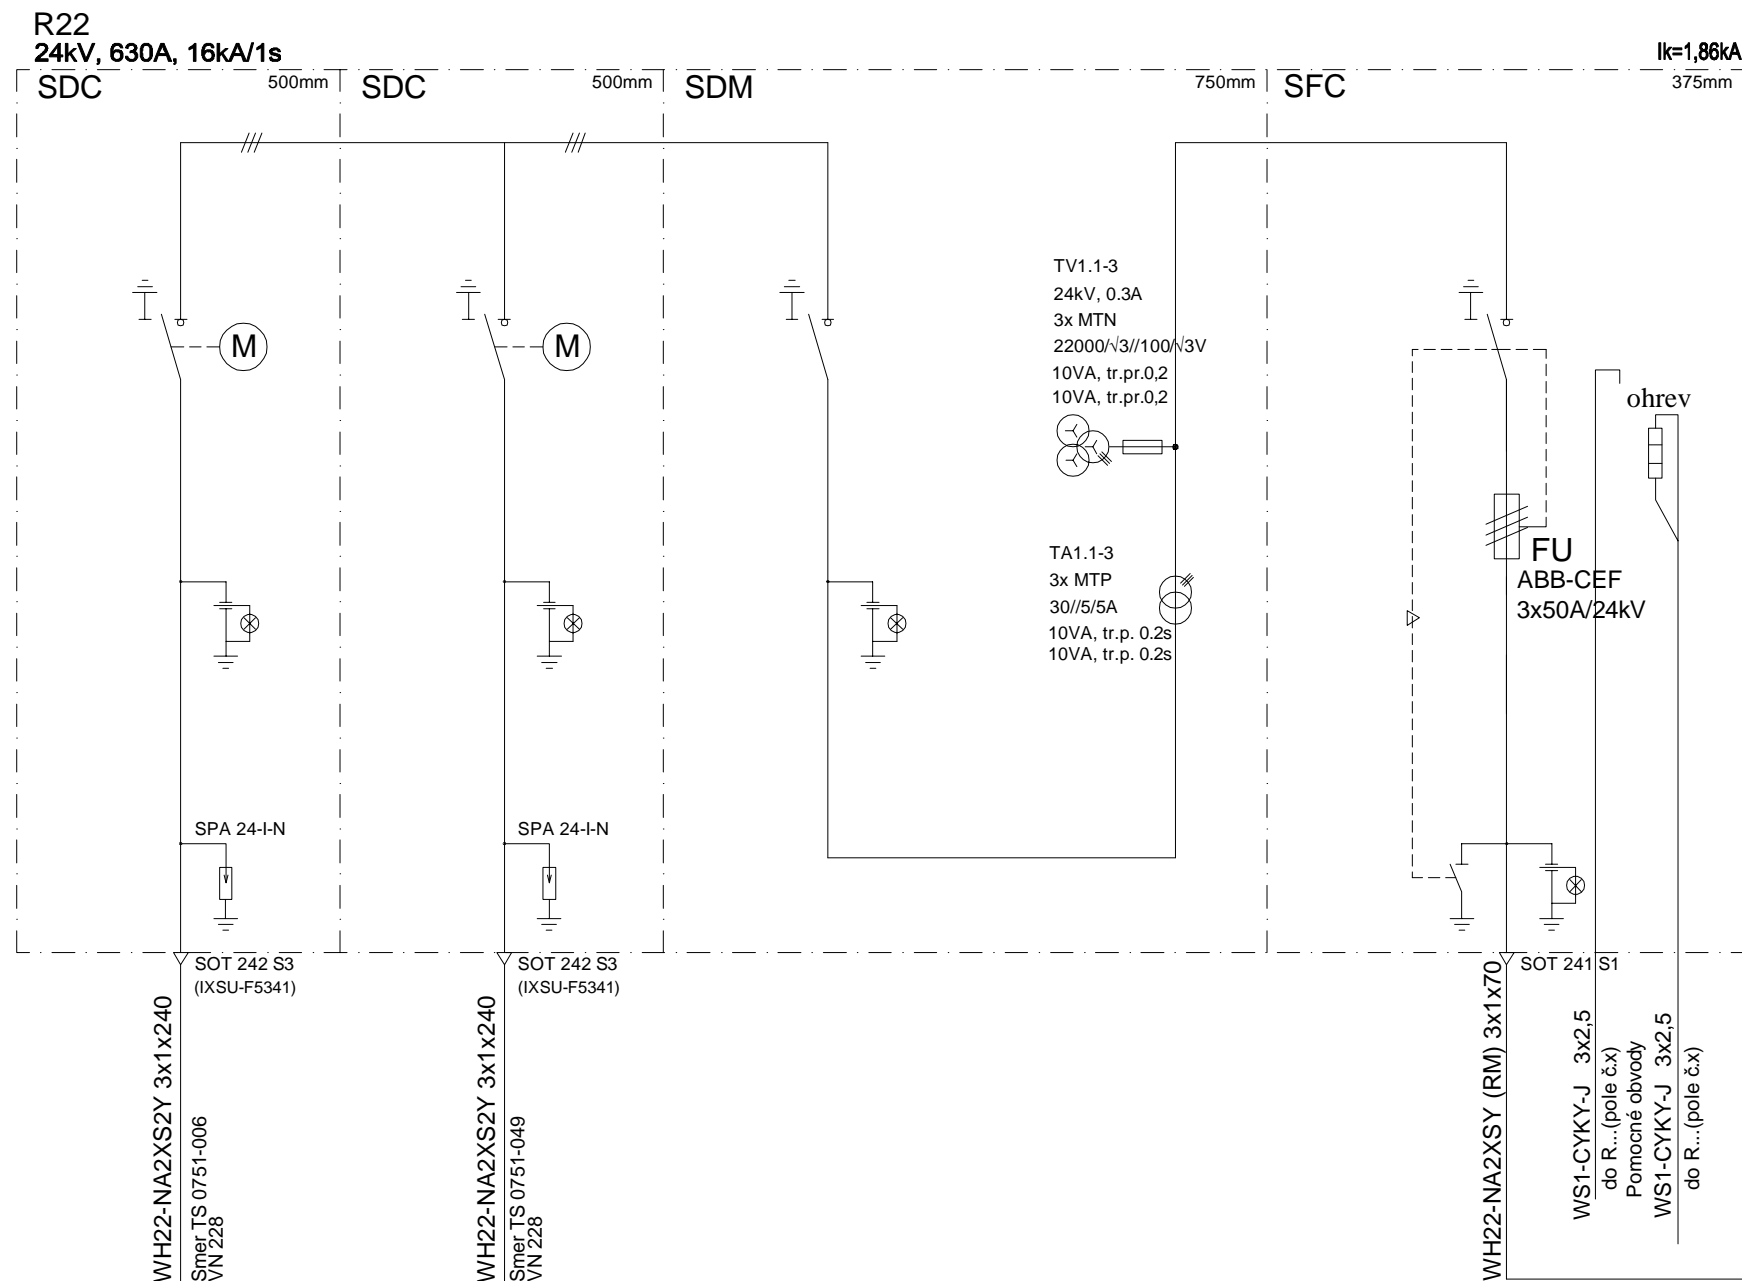 R22
24kV, 630A, 16kA/1s
Ik=1,86kA
SDC
500mm
SDC
500mm
SDM
750mm
SFC
375mm
TV1.1-3
24kV, 0.3A
3x MTN
22000/√3//100/√3V
10VA, tr.pr.0,2
10VA, tr.pr.0,2
M
M
ohrev
TA1.1-3
3x MTP
30//5/5A
10VA, tr.p. 0.2s
10VA, tr.p. 0.2s
FU
ABB-CEF
3x50A/24kV
SPA 24-I-N
SPA 24-I-N
SOT 242 S3
(IXSU-F5341)
SOT 242 S3
(IXSU-F5341)
SOT 241 S1
WH22-NA2XS2Y 3x1x240
Smer TS 0751-006
VN 228
WH22-NA2XS2Y 3x1x240
Smer TS 0751-049
VN 228
WH22-NA2XSY (RM) 3x1x70
WS1-CYKY-J 3x2,5
do R...(pole č.x)
Pomocné obvody
WS1-CYKY-J 3x2,5
do R...(pole č.x)